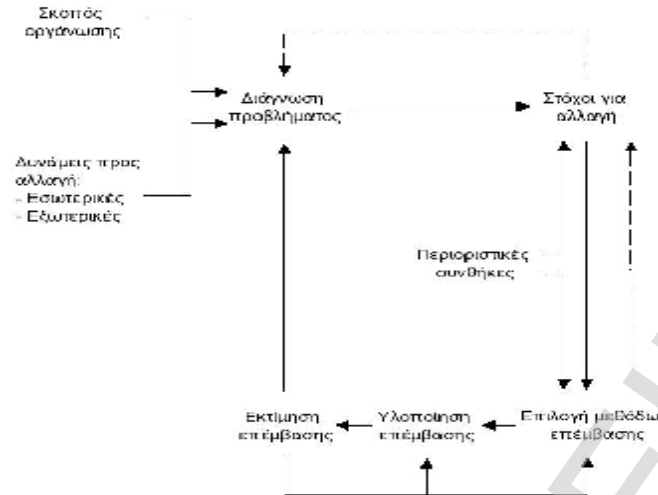 Σκοπός
οργάνωσης
Διάγνωση
προβλήματος
Στόχοι για
αλλαγή
Δυνάμεις προς
αλλαγή:
- Εσωτερικές
- Εξωτερικές
Περιοριστικές
συνθήκες
Εκτίμηση
επέμβασης
Υλοποίηση
επέμβασης
Επιλογή μεθόδω
επέμβασης